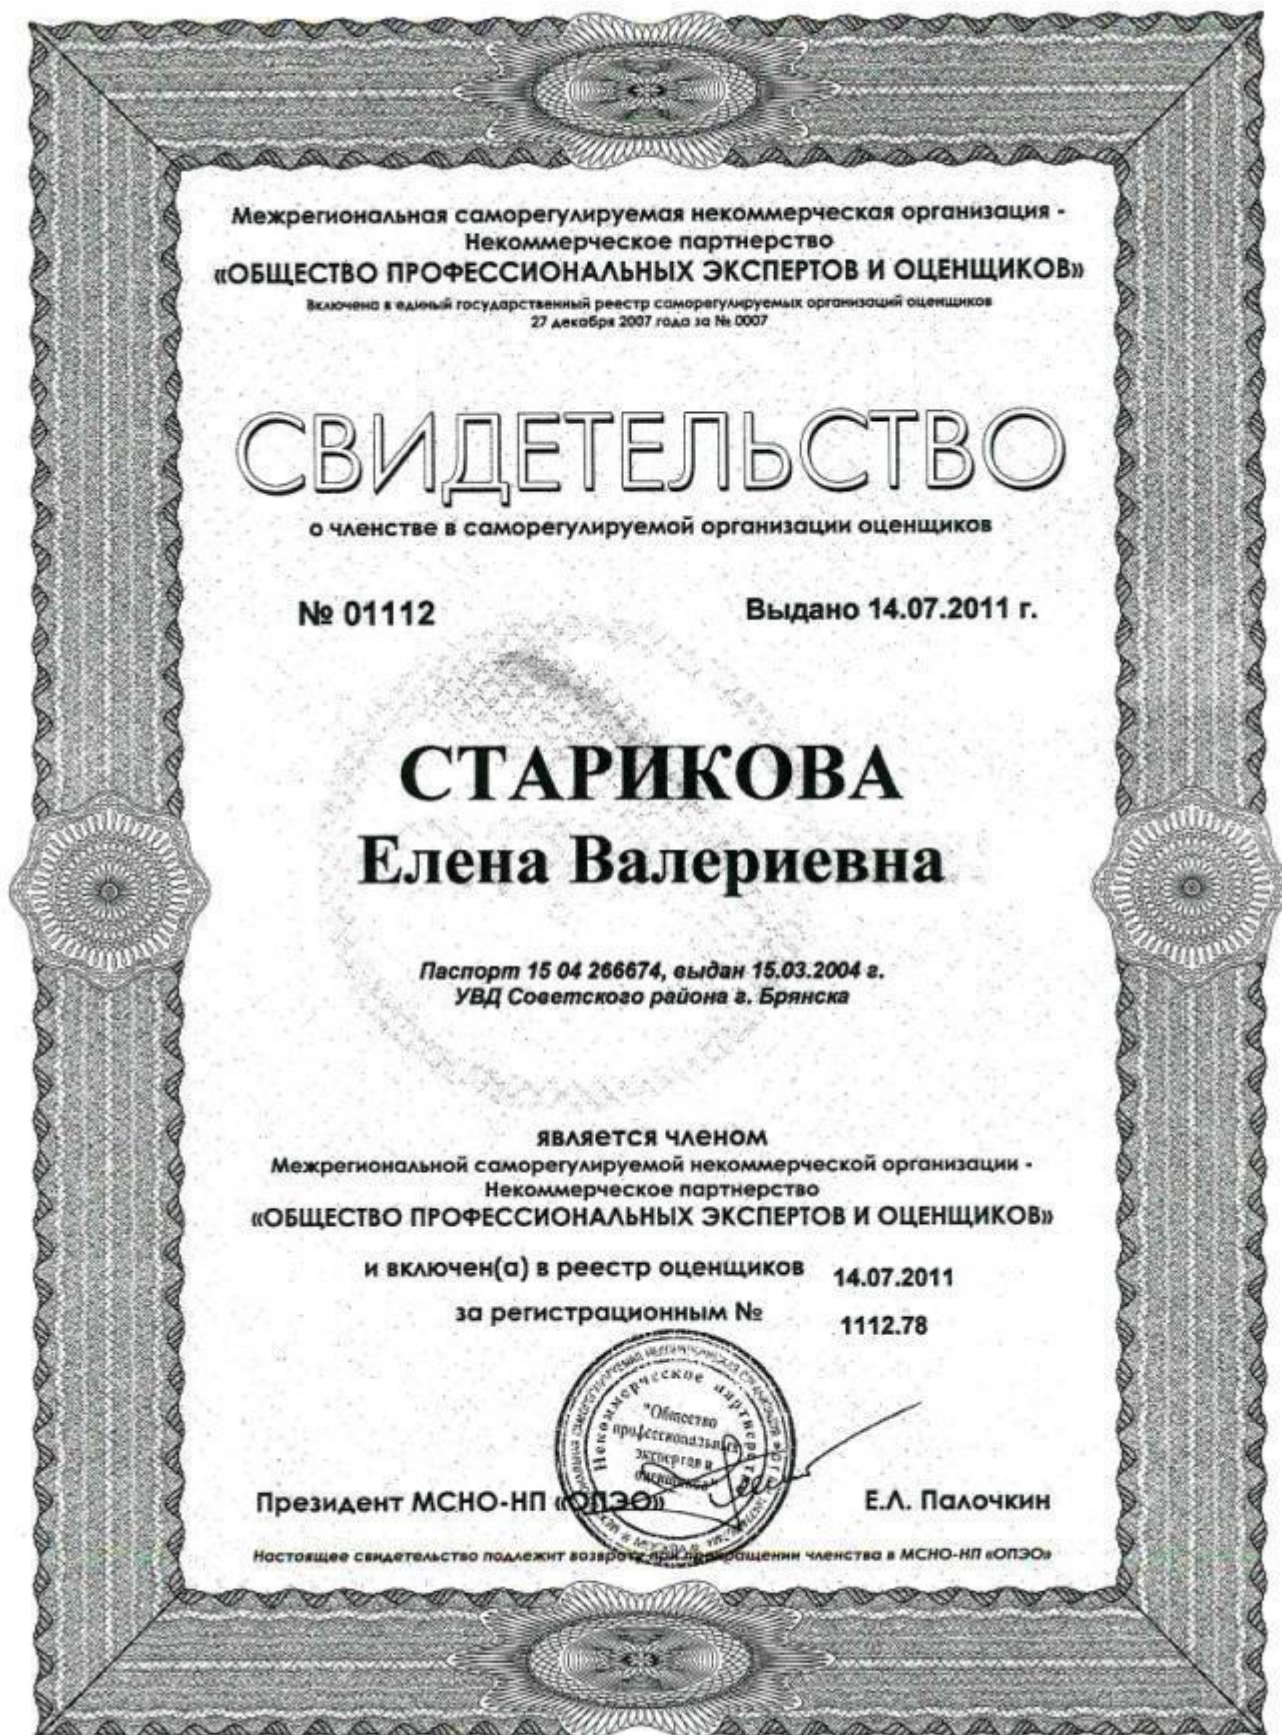 Межрегиональная саморегулируемая некоммерческая организация -
Некоммерческое партнерство
«ОБЩЕСТВО ПРОФЕССИОНАЛЬНЫХ ЭКСПЕРТОВ И ОЦЕНЩИКОВ»
Включена в единый государственный реестр саморегулируемых организаций оценщиков
27 декабря 2007 года за № 0007
СВИДЕТЕЛЬСТВО
о членстве в саморегулируемой организации оценщиков
№ 01112 Выдано 14.07.2011 г.
СТАРИКОВА
Елена Валериевна
Паспорт 15 04 266674, выдан 15.03.2004 г.
УВД Советского района г. Брянска
является членом
Межрегиональной саморегулируемой некоммерческой организации -
Некоммерческое партнерство
«ОБЩЕСТВО ПРОФЕССИОНАЛЬНЫХ ЭКСПЕРТОВ И ОЦЕНЩИКОВ»
и включен(а) в реестр оценщиков 14.07.2011
за регистрационным № 1112.78
Некоммерческое партнерство
"Общество
профессиональных
экспертов и
оценщиков"
Президент МСНО-НП «ОПЭО» Е.Л. Палочкин
Настоящее свидетельство подлежит возврату при прекращении членства в МСНО-НП «ОПЭО»